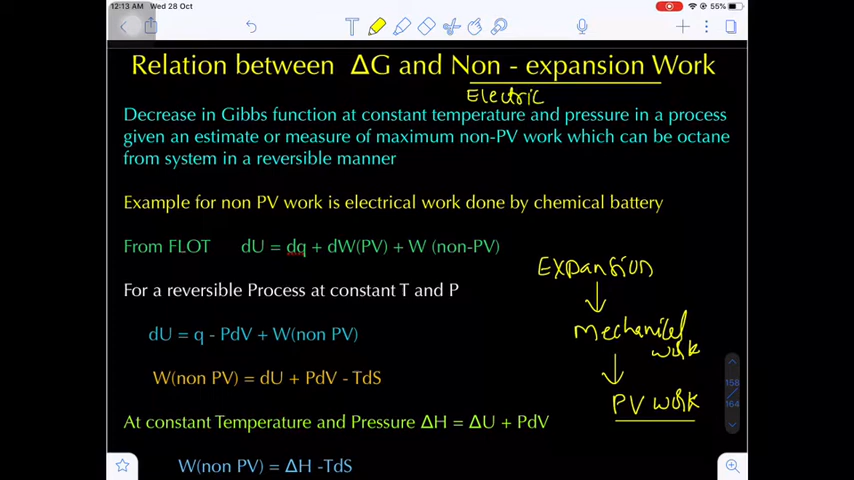 12:13 AM Wed 28 Oct
55%
Relation between ΔG and Non - expansion Work
Electric
Decrease in Gibbs function at constant temperature and pressure in a process
given an estimate or measure of maximum non-PV work which can be octane
from system in a reversible manner
Example for non PV work is electrical work done by chemical battery
From FLOT dU = dq + dW(PV) + W (non-PV)
Expansion
For a reversible Process at constant T and P
Mechanical
work
dU = q - PdV + W(non PV)
W(non PV) = dU + PdV - TdS
158
164
PV work
At constant Temperature and Pressure ΔH = ΔU + PdV
W(non PV) = ΔH -TdS